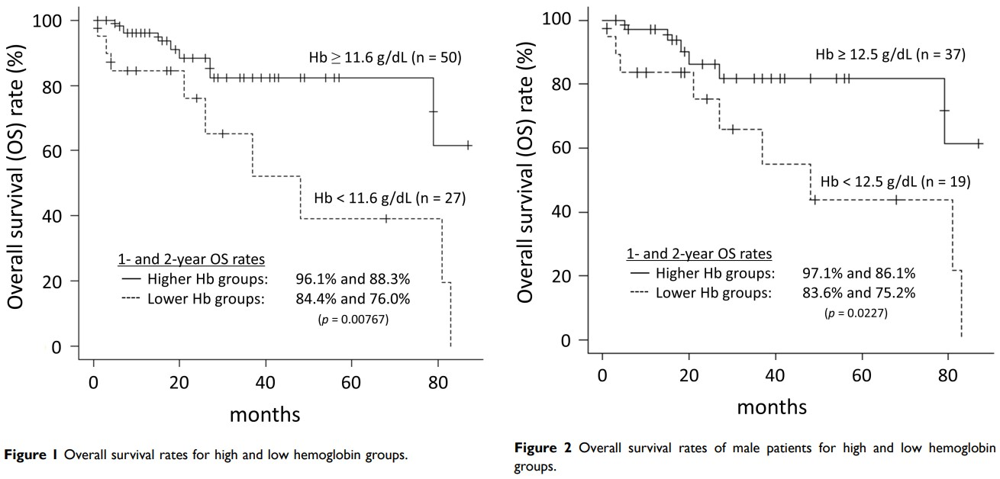 Overall survival (OS) rate (%)
100
80
60
40
20
0
Hb ≥ 11.6 g/dL (n = 50)
Hb < 11.6 g/dL (n = 27)
1- and 2-year OS rates
Higher Hb groups: 96.1% and 88.3%
Lower Hb groups: 84.4% and 76.0%
(p = 0.00767)
0 20 40 60 80
months
Figure 1 Overall survival rates for high and low hemoglobin groups.
Overall survival (OS) rate (%)
100
80
60
40
20
0
Hb ≥ 12.5 g/dL (n = 37)
Hb < 12.5 g/dL (n = 19)
1- and 2-year OS rates
Higher Hb groups: 97.1% and 86.1%
Lower Hb groups: 83.6% and 75.2%
(p = 0.0227)
0 20 40 60 80
months
Figure 2 Overall survival rates of male patients for high and low hemoglobin
groups.